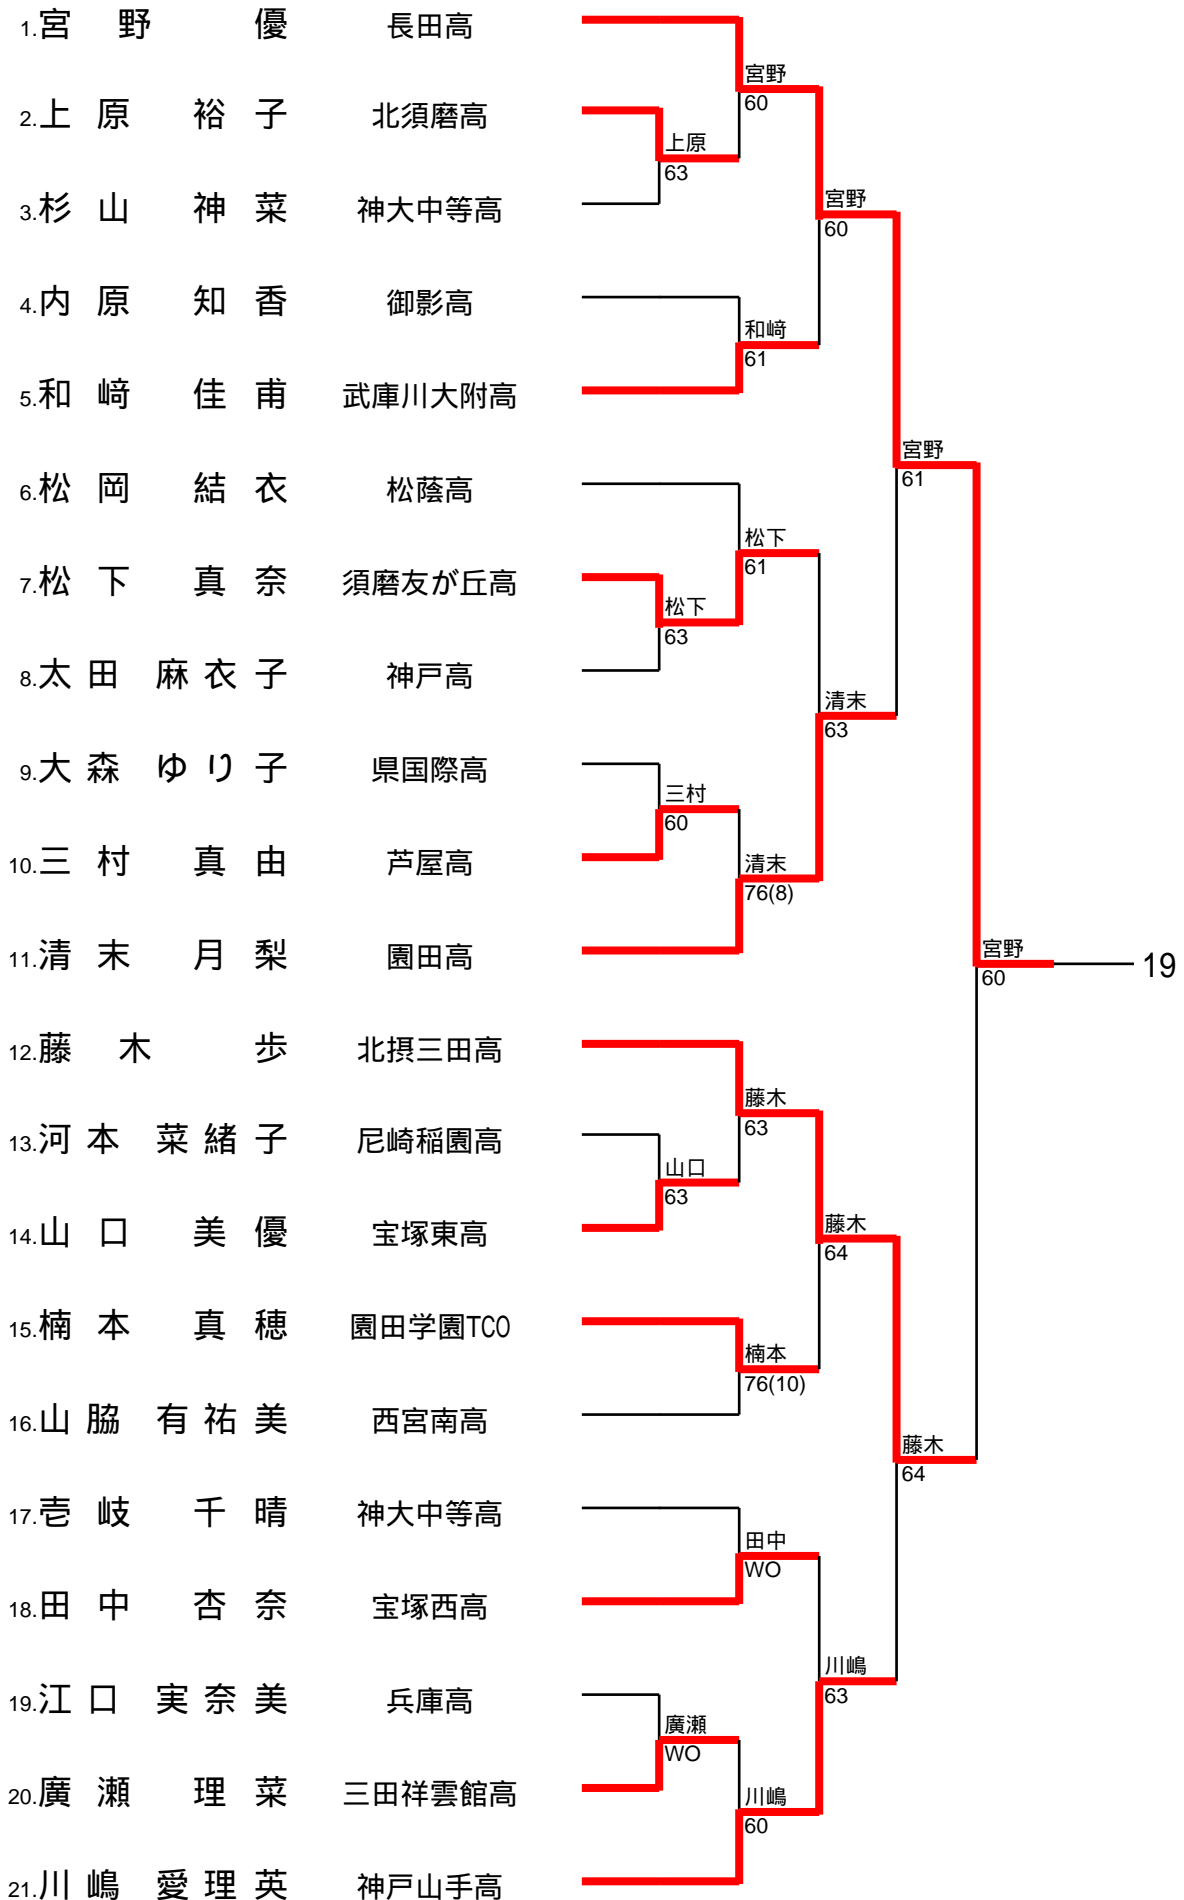 1.宮野 優 長田高
宮野
2.上原 裕子 北須磨高
60
上原
63
3.杉山 神菜 神大中等高
宮野
60
4.内原 知香 御影高
和﨑
61
5.和﨑 佳甫 武庫川大附高
宮野
61
6.松岡 結衣 松蔭高
松下
61
7.松下 真奈 須磨友が丘高
松下
63
8.太田 麻衣子 神戸高
清末
63
9.大森 ゆり子 県国際高
三村
60
10.三村 真由 芦屋高
清末
76(8)
11.清末 月梨 園田高
宮野
60
19
12.藤木 歩 北摂三田高
藤木
63
13.河本 菜緒子 尼崎稲園高
山口
63
14.山口 美優 宝塚東高
藤木
64
15.楠本 真穂 園田学園TCO
楠本
76(10)
16.山脇 有祐美 西宮南高
藤木
64
17.壱岐 千晴 神大中等高
田中
WO
18.田中 杏奈 宝塚西高
川嶋
63
19.江口 実奈美 兵庫高
廣瀬
WO
20.廣瀬 理菜 三田祥雲館高
川嶋
60
21.川嶋 愛理英 神戸山手高